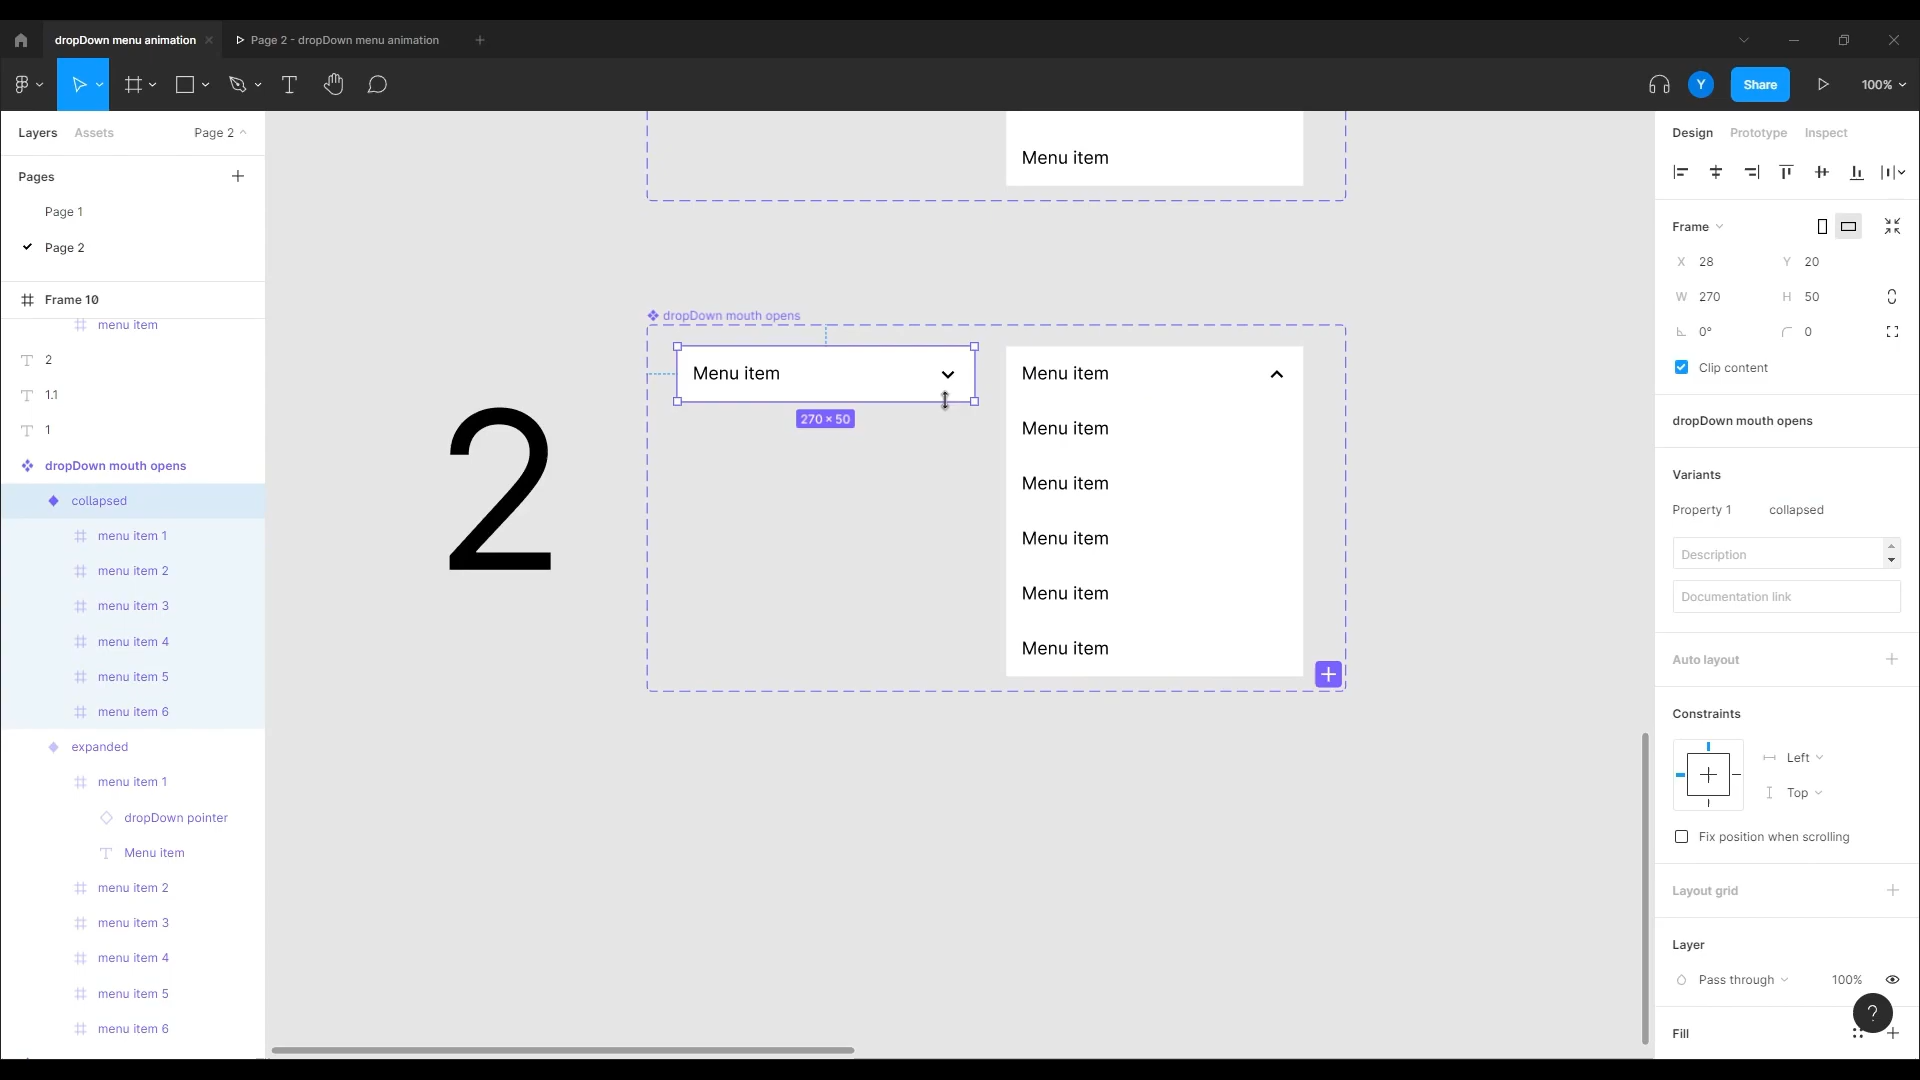 dropDown menu animation
Page 2 - dropDown menu animation
Y
Share
100%
Layers
Assets
Page 2
Pages
Page 1
Page 2
Frame 10
menu item
2
1.1
1
dropDown mouth opens
collapsed
menu item 1
menu item 2
menu item 3
menu item 4
menu item 5
menu item 6
expanded
menu item 1
dropDown pointer
Menu item
menu item 2
menu item 3
menu item 4
menu item 5
menu item 6
Menu item
dropDown mouth opens
Menu item
270 × 50
2
Menu item
Menu item
Menu item
Menu item
Menu item
Menu item
Design
Prototype
Inspect
Frame
X 28
Y 20
W 270
H 50
0°
0
Clip content
dropDown mouth opens
Variants
Property 1
collapsed
Description
Documentation link
Auto layout
Constraints
Left
Top
Fix position when scrolling
Layout grid
Layer
Pass through
100%
?
Fill